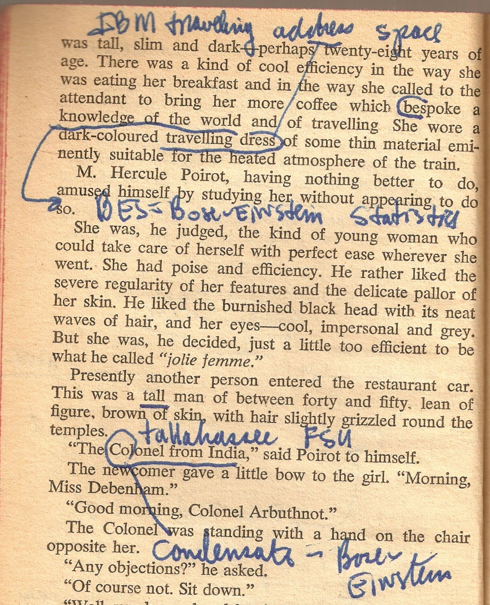 IBM traveling address space
was tall, slim and dark—perhaps twenty-eight years of
age. There was a kind of cool efficiency in the way she
was eating her breakfast and in the way she called to the
attendant to bring her more coffee which bespoke a
knowledge of the world and of travelling. She wore a
dark-coloured travelling dress of some thin material emi-
nently suitable for the heated atmosphere of the train.
M. Hercule Poirot, having nothing better to do,
amused himself by studying her without appearing to do
so. BES = Bose-Einstein Statistics
She was, he judged, the kind of young woman who
could take care of herself with perfect ease wherever she
went. She had poise and efficiency. He rather liked the
severe regularity of her features and the delicate pallor of
her skin. He liked the burnished black head with its neat
waves of hair, and her eyes—cool, impersonal and grey.
But she was, he decided, just a little too efficient to be
what he called "jolie femme."
Presently another person entered the restaurant car.
This was a tall man of between forty and fifty, lean of
figure, brown of skin, with hair slightly grizzled round the
temples. tallahassee FSU
"The Colonel from India," said Poirot to himself.
The newcomer gave a little bow to the girl. "Morning,
Miss Debenham."
"Good morning, Colonel Arbuthnot."
The Colonel was standing with a hand on the chair
opposite her. Condensate = Bose-
"Any objections?" he asked. Einstein
"Of course not. Sit down."